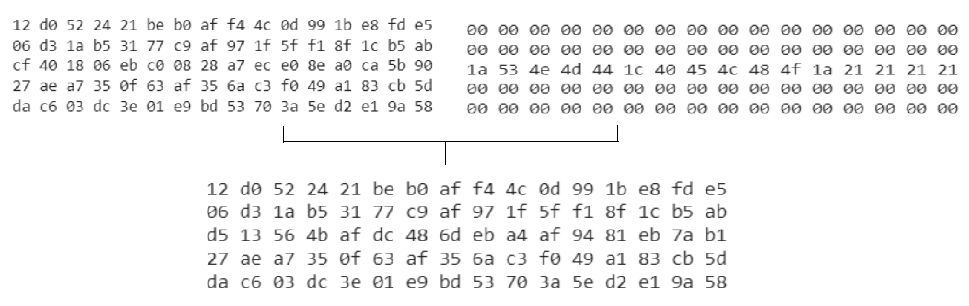 12 d0 52 24 21 be b0 af f4 4c 0d 99 1b e8 fd e5
06 d3 1a b5 31 77 c9 af 97 1f 5f f1 8f 1c b5 ab
cf 40 18 06 eb c0 08 28 a7 ec e0 8e a0 ca 5b 90
27 ae a7 35 0f 63 af 35 6a c3 f0 49 a1 83 cb 5d
da c6 03 dc 3e 01 e9 bd 53 70 3a 5e d2 e1 9a 58
00 00 00 00 00 00 00 00 00 00 00 00 00 00 00 00
00 00 00 00 00 00 00 00 00 00 00 00 00 00 00 00
1a 53 4e 4d 44 1c 40 45 4c 48 4f 1a 21 21 21 21
00 00 00 00 00 00 00 00 00 00 00 00 00 00 00 00
00 00 00 00 00 00 00 00 00 00 00 00 00 00 00 00
12 d0 52 24 21 be b0 af f4 4c 0d 99 1b e8 fd e5
06 d3 1a b5 31 77 c9 af 97 1f 5f f1 8f 1c b5 ab
d5 13 56 4b af dc 48 6d eb a4 af 94 81 eb 7a b1
27 ae a7 35 0f 63 af 35 6a c3 f0 49 a1 83 cb 5d
da c6 03 dc 3e 01 e9 bd 53 70 3a 5e d2 e1 9a 58